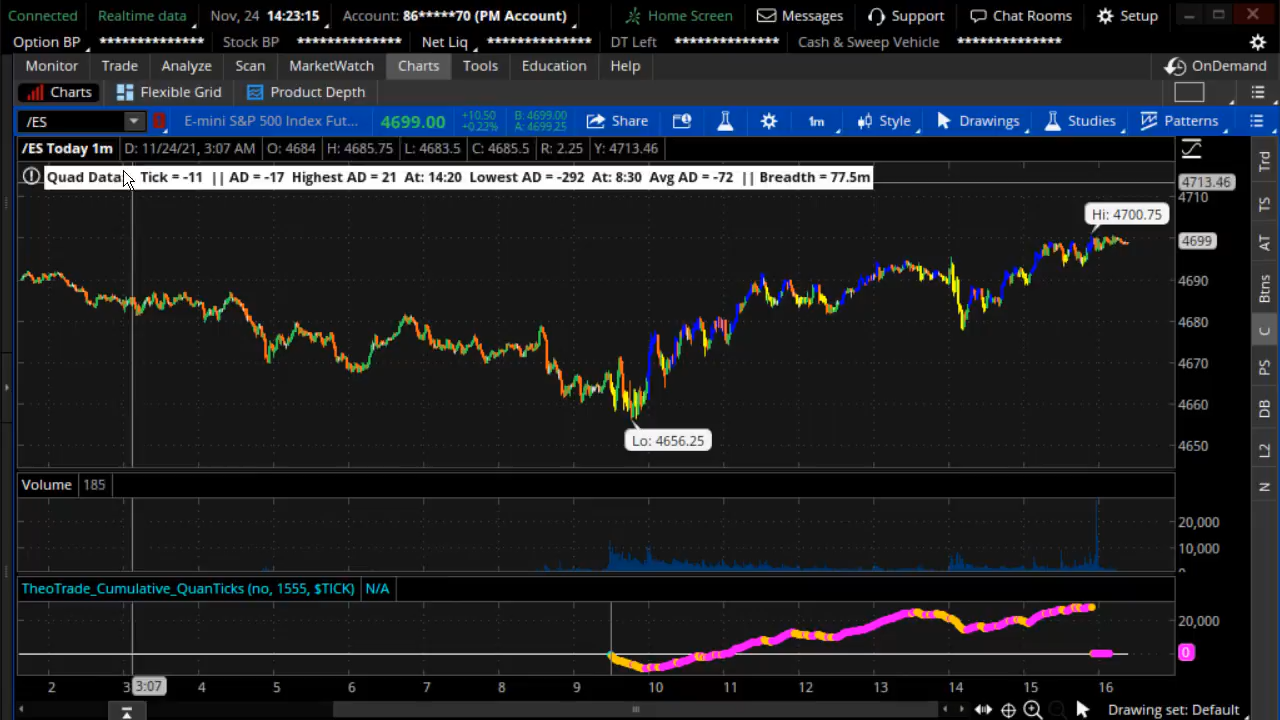 Connected Realtime data Nov, 24 14:23:15 Account: 86*****70 (PM Account) Home Screen Messages Support Chat Rooms Setup
Option BP ************** Stock BP ************** Net Liq ************** DT Left ************** Cash & Sweep Vehicle **************
Monitor Trade Analyze Scan MarketWatch Charts Tools Education Help OnDemand
Charts Flexible Grid Product Depth
/ES E-mini S&P 500 Index Fut... 4699.00 +10.50 B: 4699.00 Share 1m Style Drawings Studies Patterns
+0.22% A: 4699.25
/ES Today 1m D: 11/24/21, 3:07 AM O: 4684 H: 4685.75 L: 4683.5 C: 4685.5 R: 2.25 Y: 4713.46
Quad Data Tick = -11 || AD = -17 Highest AD = 21 At: 14:20 Lowest AD = -292 At: 8:30 Avg AD = -72 || Breadth = 77.5m
4713.46
4710
Hi: 4700.75
4699
4690
4680
4670
4660
Lo: 4656.25
4650
Trd
TS
AT
Btns
C
PS
DB
L2
N
Volume 185
20,000
10,000
0
TheoTrade_Cumulative_QuanTicks (no, 1555, $TICK) N/A
20,000
0
2 3 3:07 4 5 6 7 8 9 10 11 12 13 14 15 16
Drawing set: Default